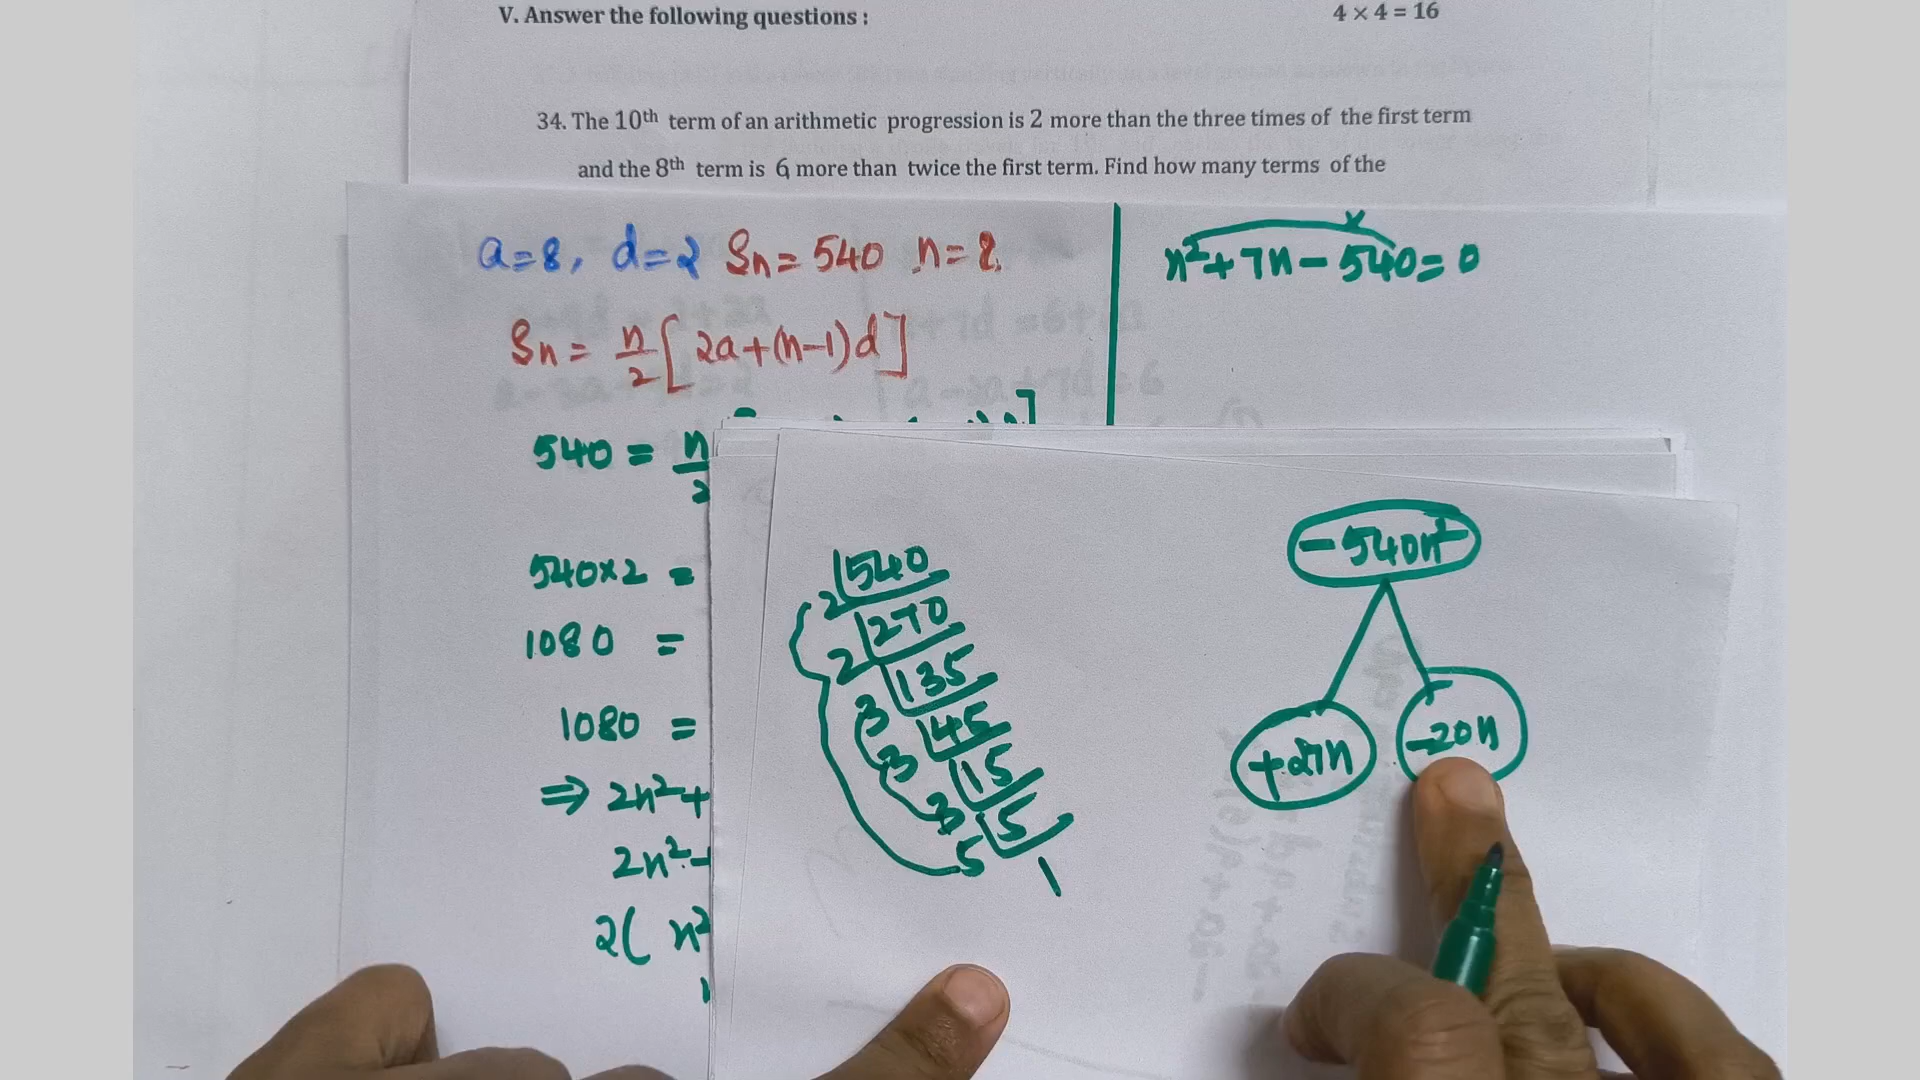 V. Answer the following questions : 4 × 4 = 16
34. The 10th term of an arithmetic progression is 2 more than the three times of the first term
and the 8th term is 6 more than twice the first term. Find how many terms of the
a=8, d=2 Sn= 540 n=?
Sn = n/2 [ 2a+(n-1)d ]
540 = n/2
540×2 =
1080 =
1080 =
⇒ 2n²+
2n²-
2( n²
n²+7n-540=0
2 | 540
2 | 270
3 | 135
3 | 45
3 | 15
5 | 5
1
-540n²
+27n -20n